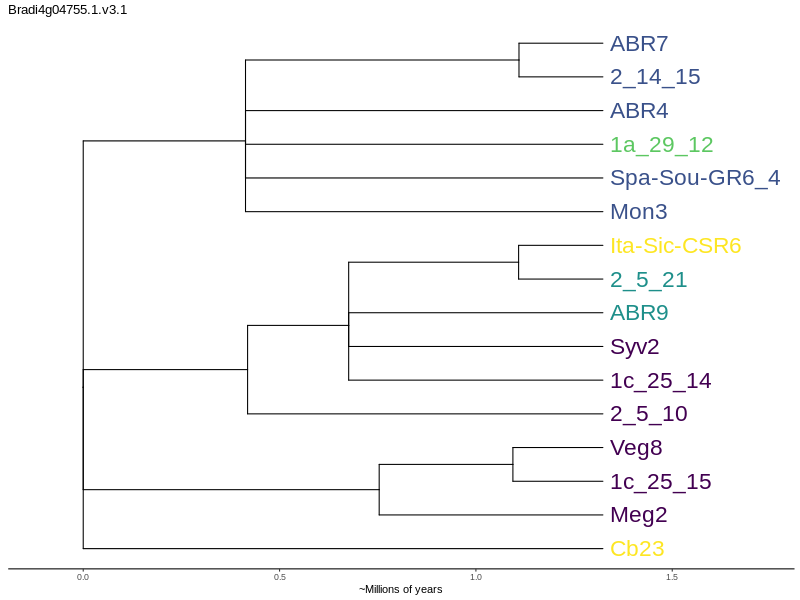 Bradi4g04755.1.v3.1
ABR7
2_14_15
ABR4
1a_29_12
Spa-Sou-GR6_4
Mon3
Ita-Sic-CSR6
2_5_21
ABR9
Syv2
1c_25_14
2_5_10
Veg8
1c_25_15
Meg2
Cb23
0.0 0.5 1.0 1.5
~Millions of years